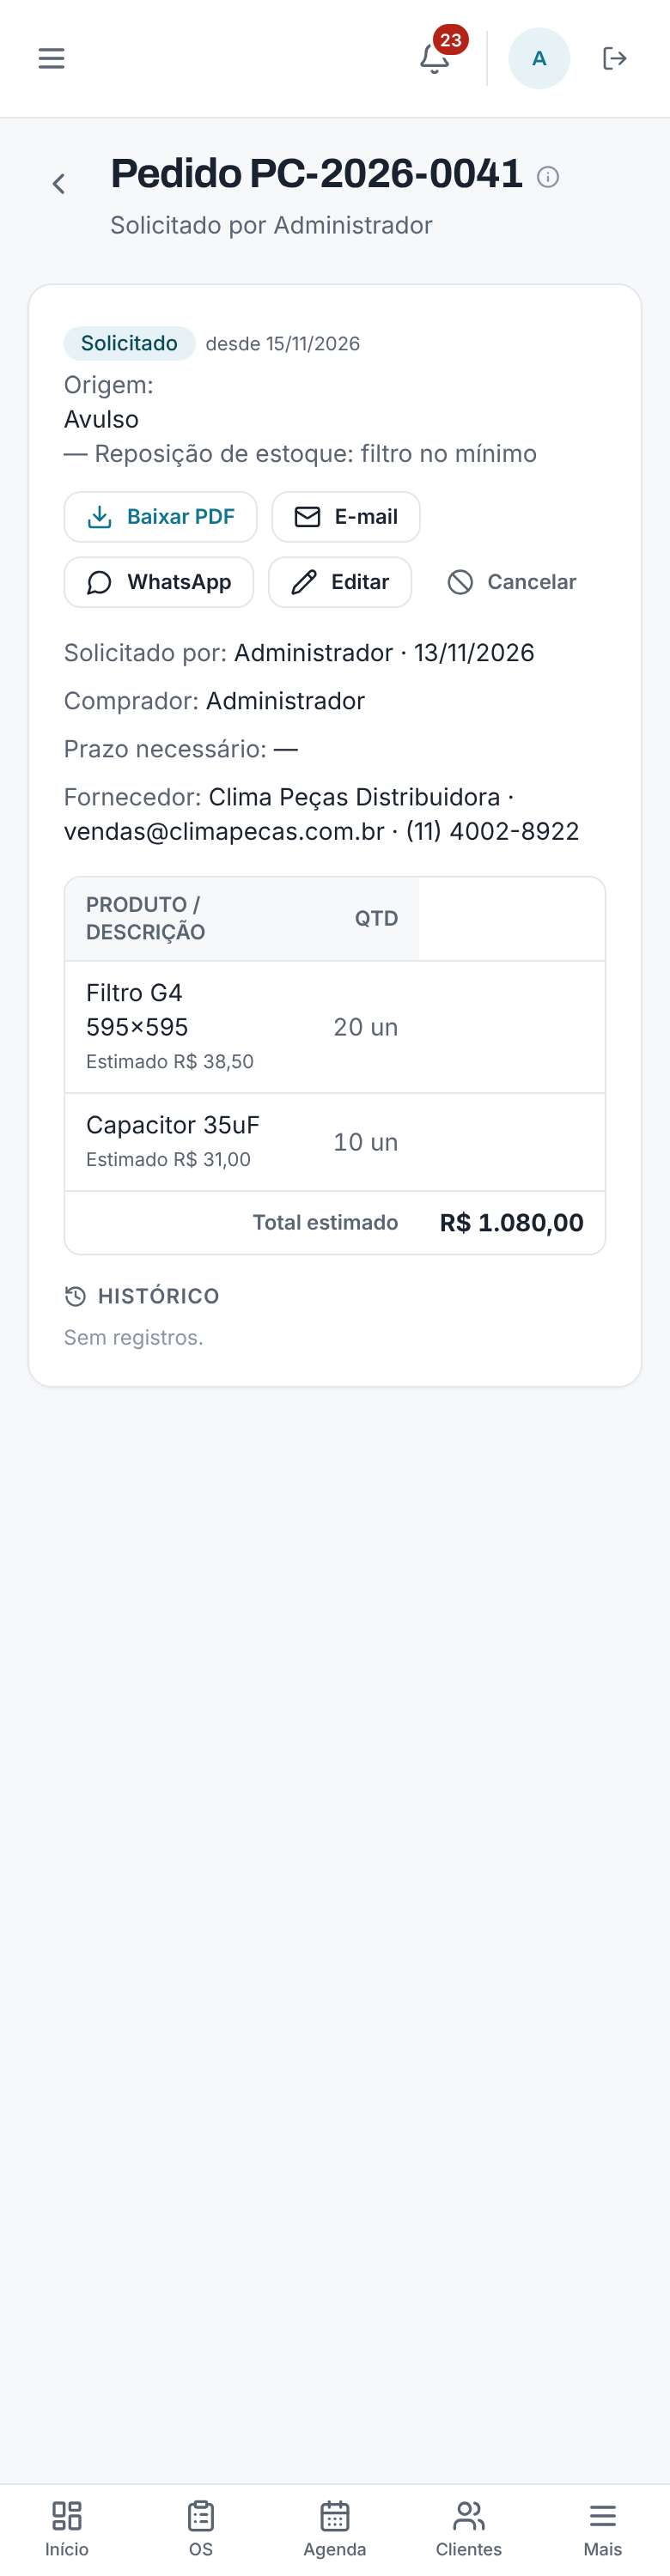 23
A
Pedido PC-2026-0041
Solicitado por Administrador
Solicitado desde 15/11/2026
Origem:
Avulso
— Reposição de estoque: filtro no mínimo
Baixar PDF E-mail
WhatsApp Editar Cancelar
Solicitado por: Administrador · 13/11/2026
Comprador: Administrador
Prazo necessário: —
Fornecedor: Clima Peças Distribuidora ·
vendas@climapecas.com.br · (11) 4002-8922
PRODUTO /
DESCRIÇÃO
QTD
Filtro G4
595×595
Estimado R$ 38,50
20 un
Capacitor 35uF
Estimado R$ 31,00
10 un
Total estimado R$ 1.080,00
HISTÓRICO
Sem registros.
Início OS Agenda Clientes Mais